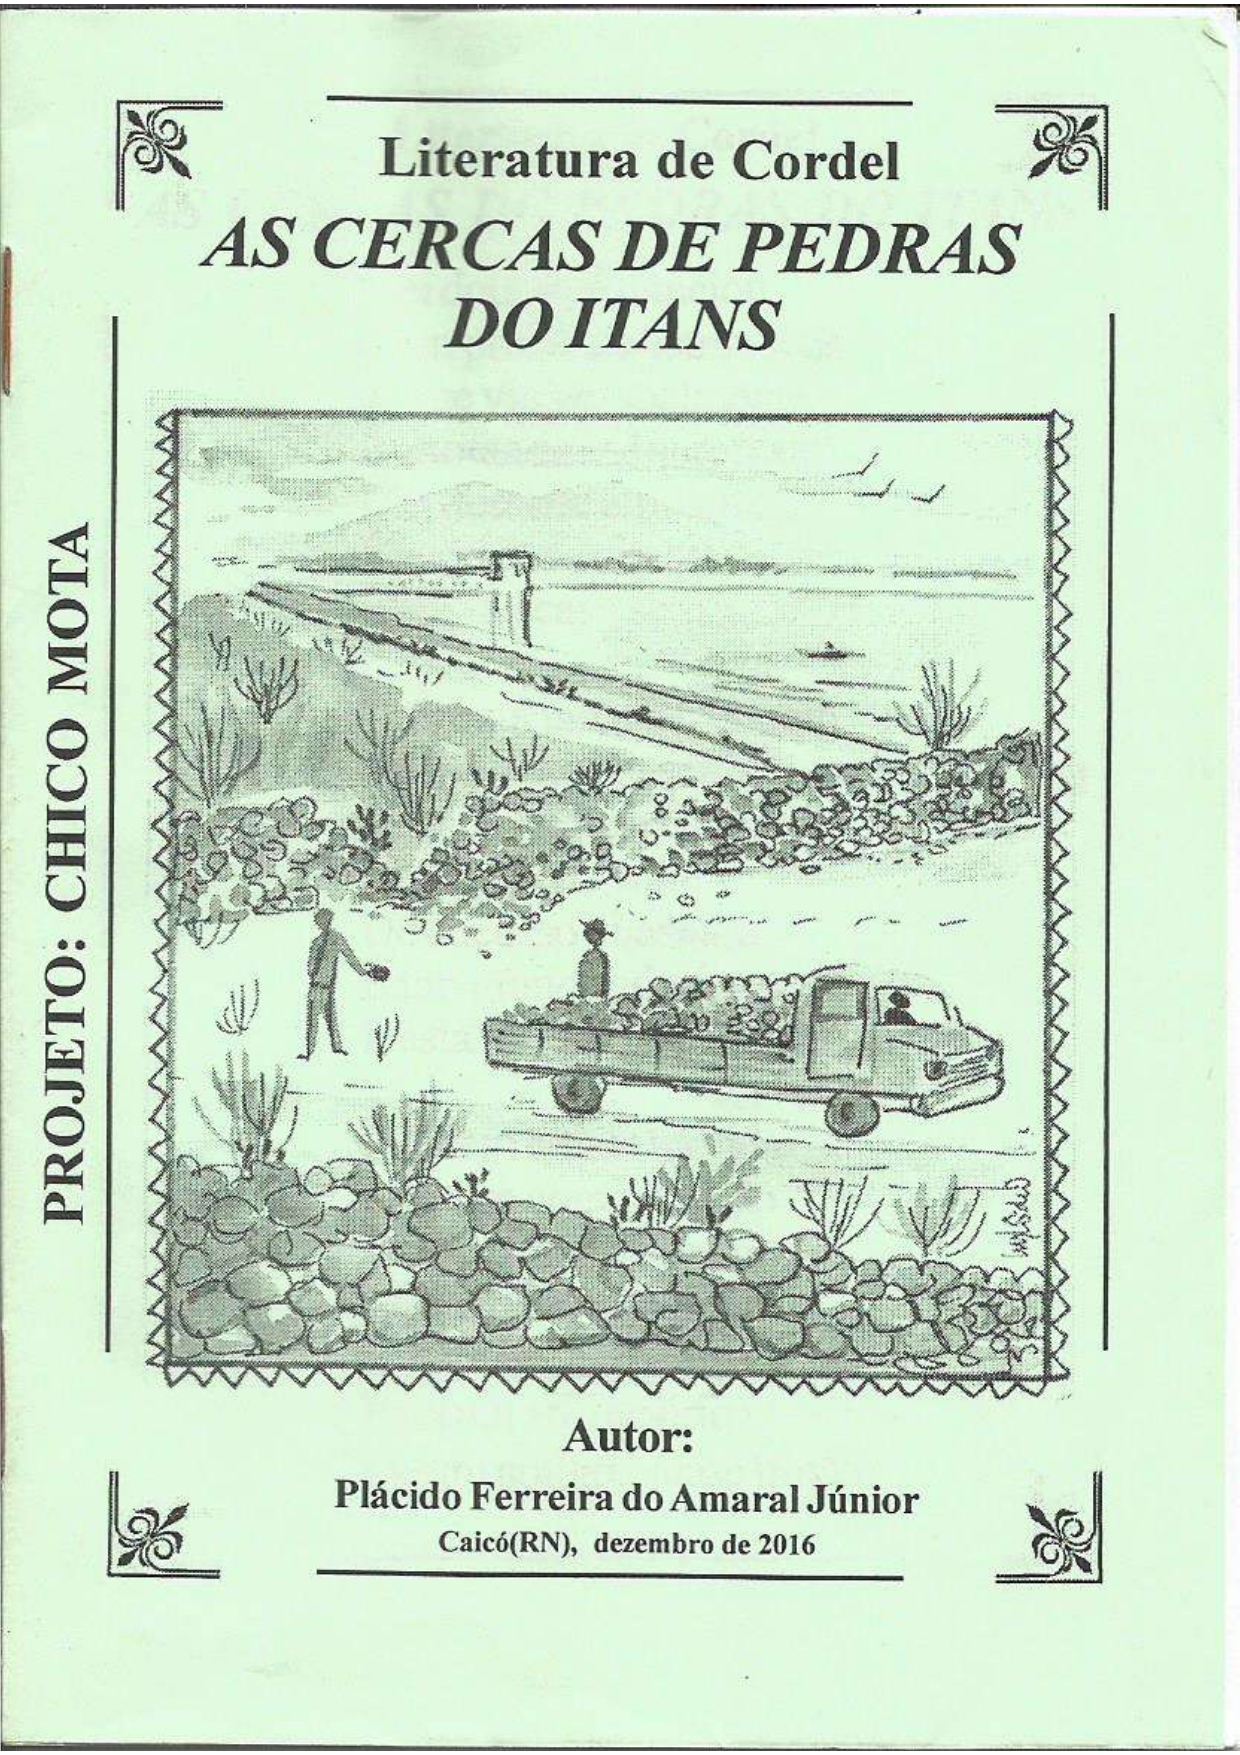 Literatura de Cordel
AS CERCAS DE PEDRAS
DO ITANS
PROJETO: CHICO MOTA
Autor:
Plácido Ferreira do Amaral Júnior
Caicó(RN), dezembro de 2016